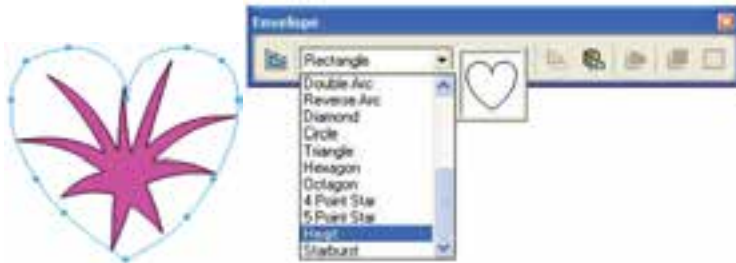 Envelope
Rectangle
Double Arc
Reverse Arc
Diamond
Circle
Triangle
Hexagon
Octagon
4 Point Star
5 Point Star
Heart
Starburst